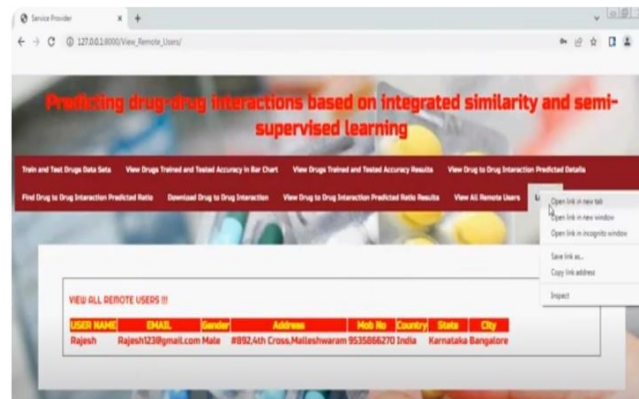 Service Provider
127.0.0.1:8000/View_Remote_Users/
Predicting drug-drug interactions based on integrated similarity and semi-
supervised learning
Train and Test Drugs Data Sets View Drugs Trained and Tested Accuracy in Bar Chart View Drugs Trained and Tested Accuracy Results View Drug to Drug Interaction Predicted Details
Find Drug to Drug Interaction Predicted Ratio Download Drug to Drug Interaction View Drug to Drug Interaction Predicted Ratio Results View All Remote Users
Open link in new tab
Open link in new window
Open link in incognito window
Save link as...
Copy link address
Inspect
VIEW ALL REMOTE USERS !!!
USER NAME EMAIL Gender Address Mob No Country State City
Rajesh Rajesh123@gmail.com Male #892,4th Cross,Malleshwaram 9535866270 India Karnataka Bangalore